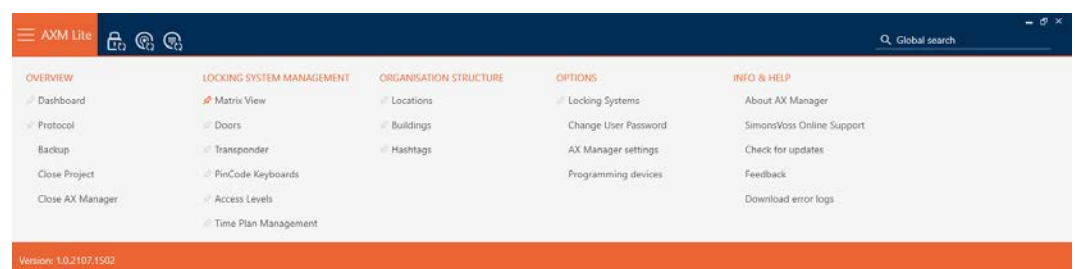 AXM Lite
Global search
OVERVIEW
Dashboard
Protocol
Backup
Close Project
Close AX Manager
LOCKING SYSTEM MANAGEMENT
Matrix View
Doors
Transponder
PinCode Keyboards
Access Levels
Time Plan Management
ORGANISATION STRUCTURE
Locations
Buildings
Hashtags
OPTIONS
Locking Systems
Change User Password
AX Manager settings
Programming devices
INFO & HELP
About AX Manager
SimonsVoss Online Support
Check for updates
Feedback
Download error logs
Version: 1.0.2107.1502